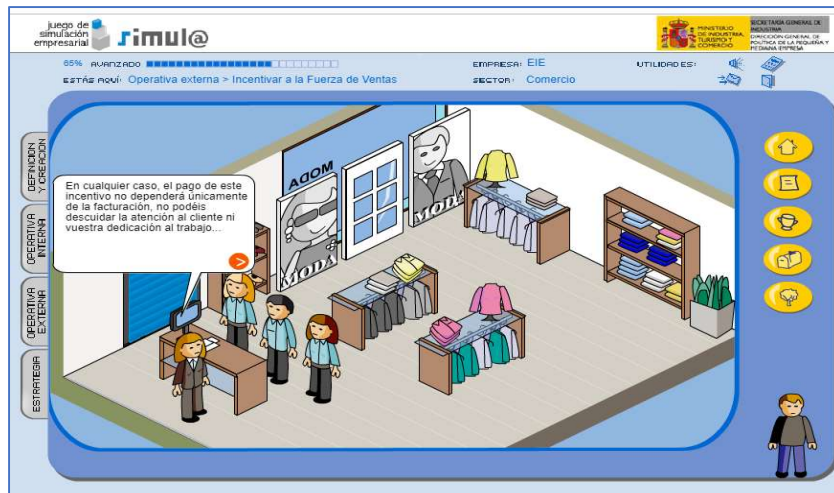 juego de
simulación
empresarial
simul@
MINISTERIO
DE INDUSTRIA,
TURISMO Y
COMERCIO
SECRETARÍA GENERAL DE
INDUSTRIA
DIRECCIÓN GENERAL DE
POLÍTICA DE LA PEQUEÑA Y
MEDIANA EMPRESA
65% AVANZADO
EMPRESA: EIE
UTILIDADES:
ESTÁS AQUÍ: Operativa externa > Incentivar a la Fuerza de Ventas
SECTOR: Comercio
DEFINICION
Y CREACION
OPERATIVA
INTERNA
OPERATIVA
EXTERNA
ESTRATEGIA
En cualquier caso, el pago de este
incentivo no dependerá únicamente
de la facturación, no podéis
descuidar la atención al cliente ni
vuestra dedicación al trabajo...
MODA
MODA
MODA